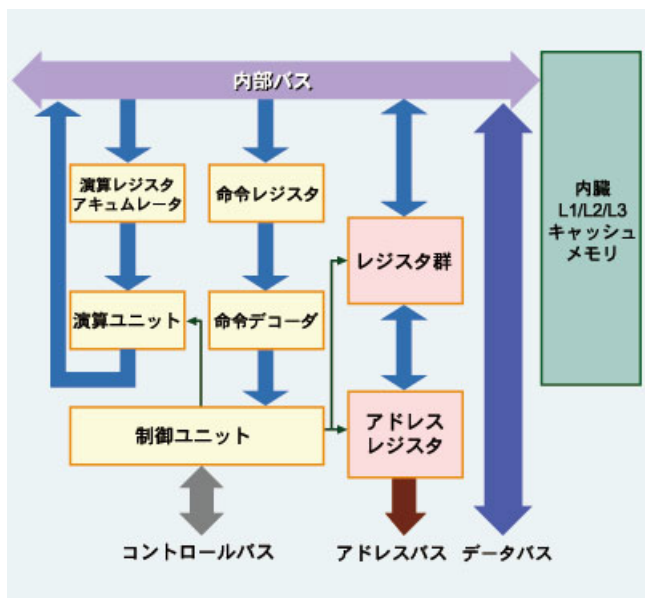 内部バス
演算レジスタ
アキュムレータ
命令レジスタ
内臓
L1/L2/L3
キャッシュ
メモリ
レジスタ群
演算ユニット
命令デコーダ
制御ユニット
アドレス
レジスタ
コントロールバス
アドレスバス
データバス